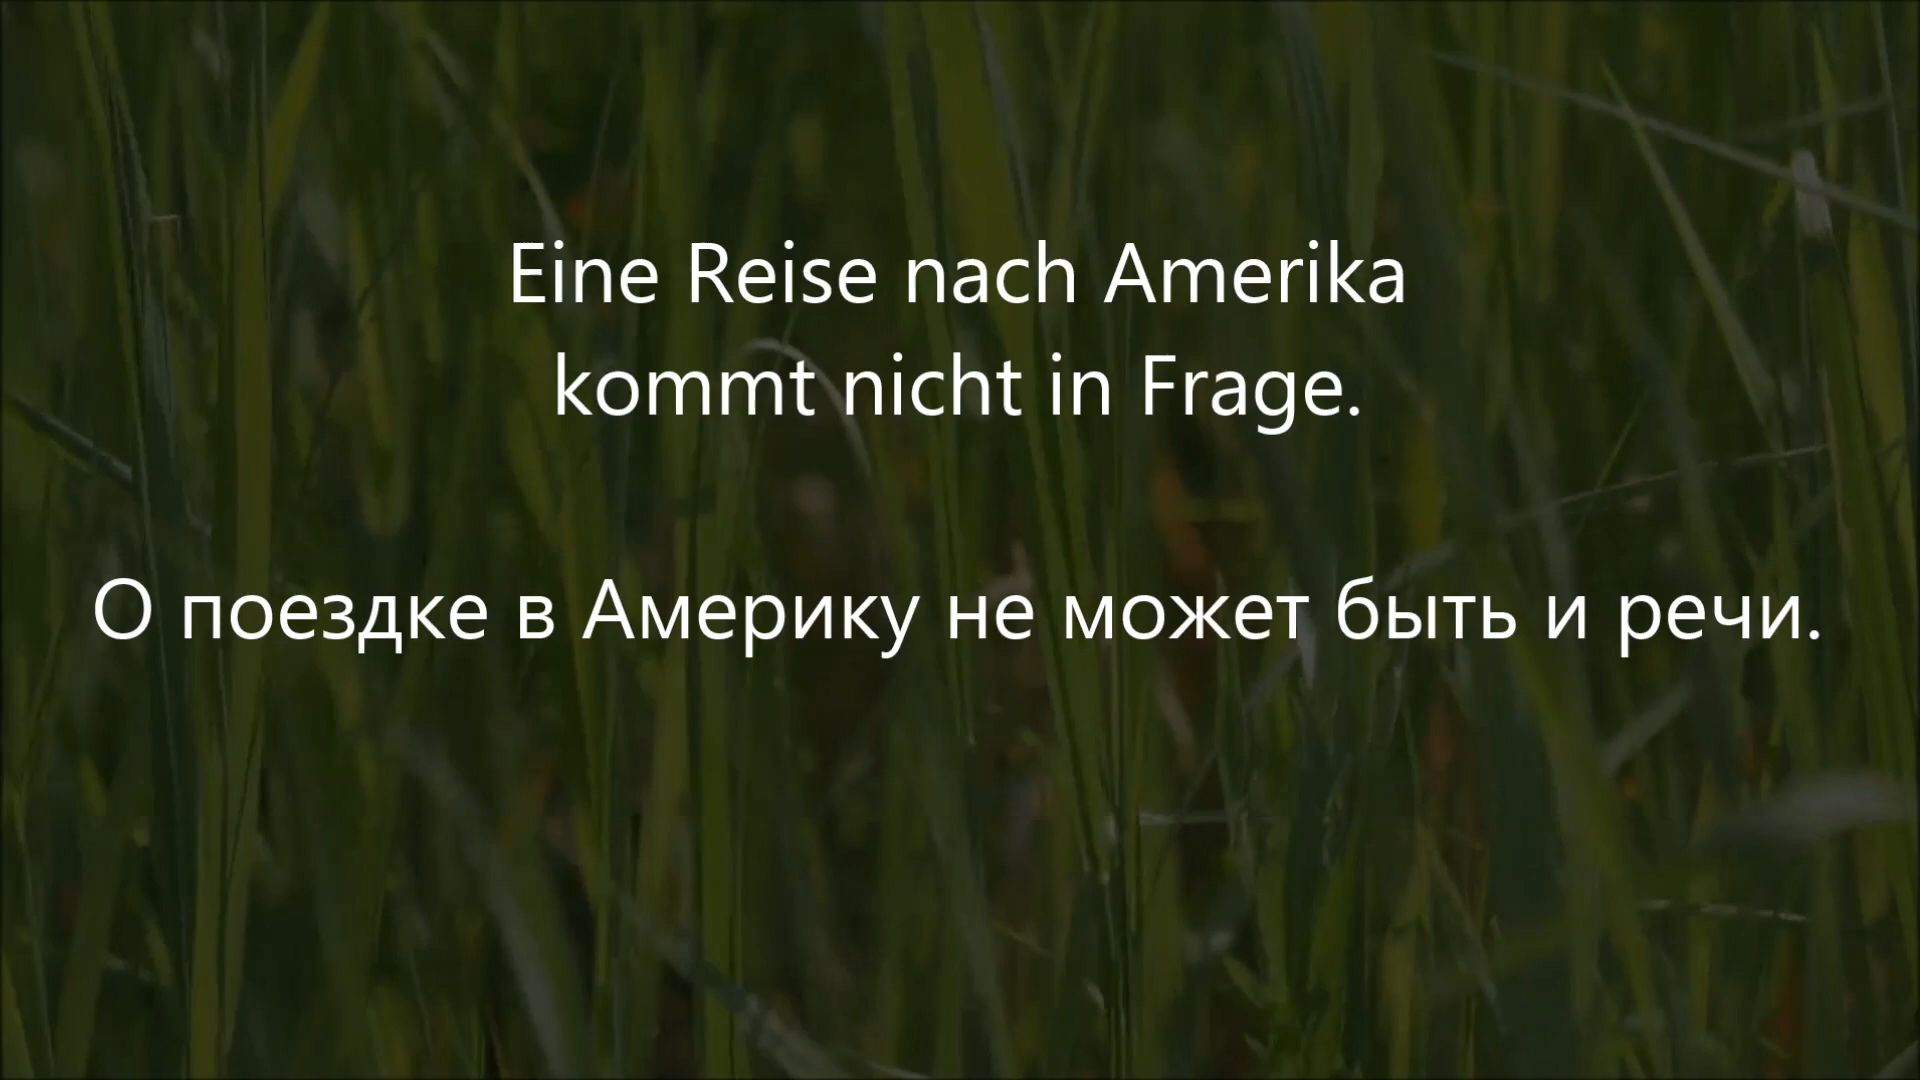 Eine Reise nach Amerika
kommt nicht in Frage.
О поездке в Америку не может быть и речи.